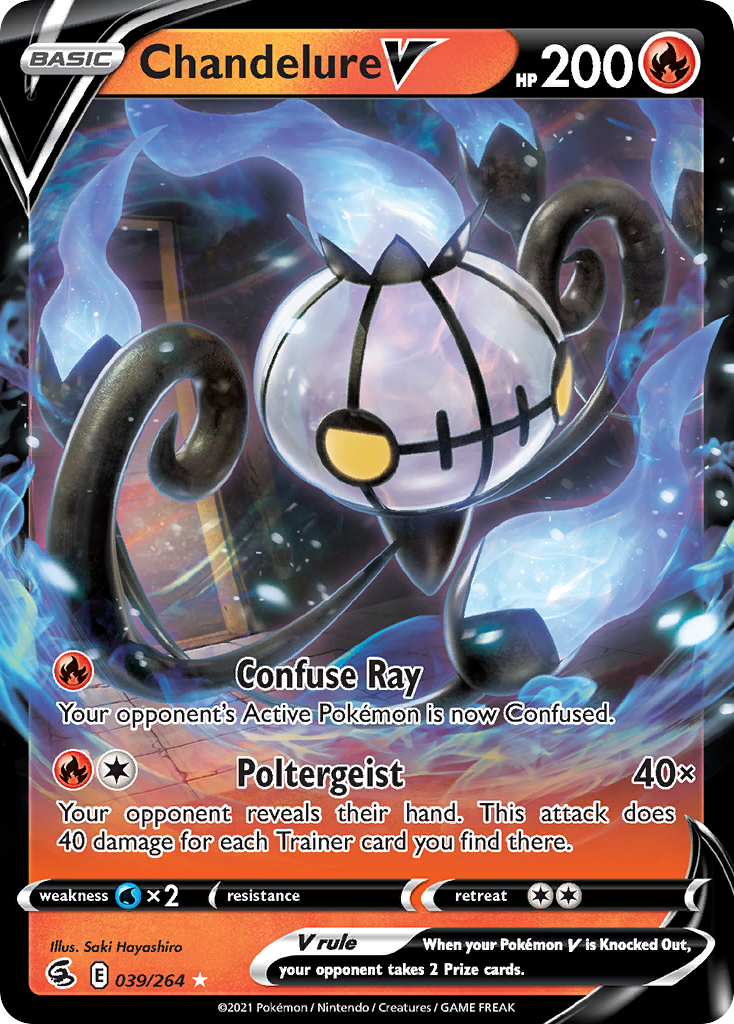 BASIC Chandelure V HP 200
Confuse Ray
Your opponent's Active Pokémon is now Confused.
Poltergeist 40×
Your opponent reveals their hand. This attack does
40 damage for each Trainer card you find there.
weakness ×2 resistance retreat
Illus. Saki Hayashiro
V rule When your Pokémon V is Knocked Out,
your opponent takes 2 Prize cards.
E 039/264 ★
©2021 Pokémon / Nintendo / Creatures / GAME FREAK